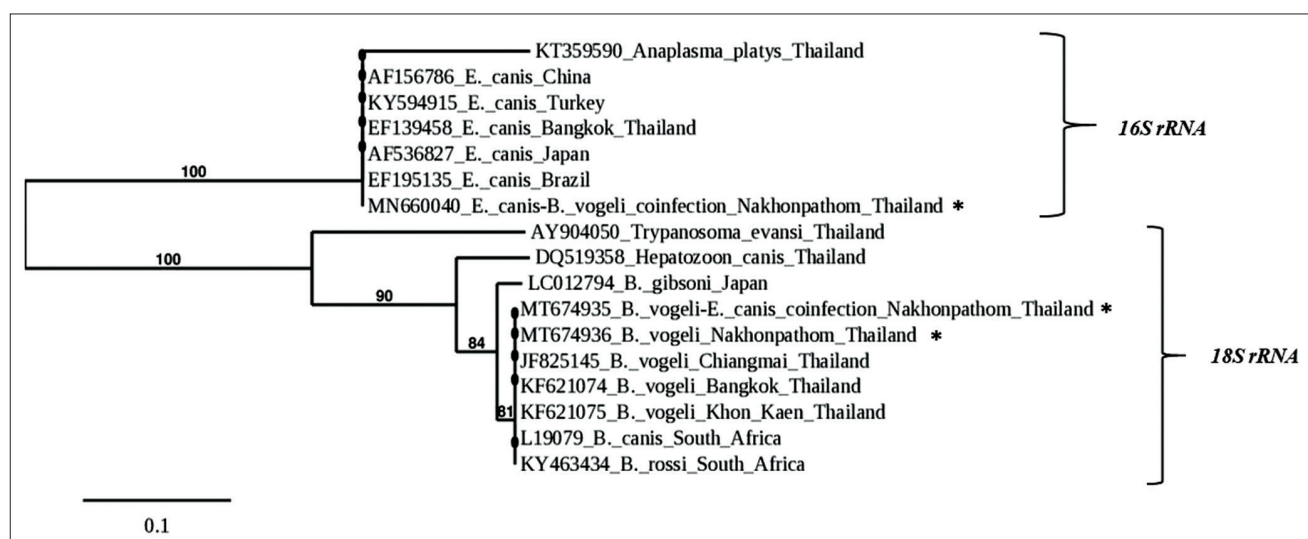 KT359590_Anaplasma_platys_Thailand
AF156786_E._canis_China
KY594915_E._canis_Turkey
EF139458_E._canis_Bangkok_Thailand
AF536827_E._canis_Japan
EF195135_E._canis_Brazil
MN660040_E._canis-B._vogeli_coinfection_Nakhonpathom_Thailand *
16S rRNA
100
AY904050_Trypanosoma_evansi_Thailand
DQ519358_Hepatozoon_canis_Thailand
LC012794_B._gibsoni_Japan
MT674935_B._vogeli-E._canis_coinfection_Nakhonpathom_Thailand *
MT674936_B._vogeli_Nakhonpathom_Thailand *
JF825145_B._vogeli_Chiangmai_Thailand
KF621074_B._vogeli_Bangkok_Thailand
KF621075_B._vogeli_Khon_Kaen_Thailand
L19079_B._canis_South_Africa
KY463434_B._rossi_South_Africa
18S rRNA
100
90
84
81
0.1